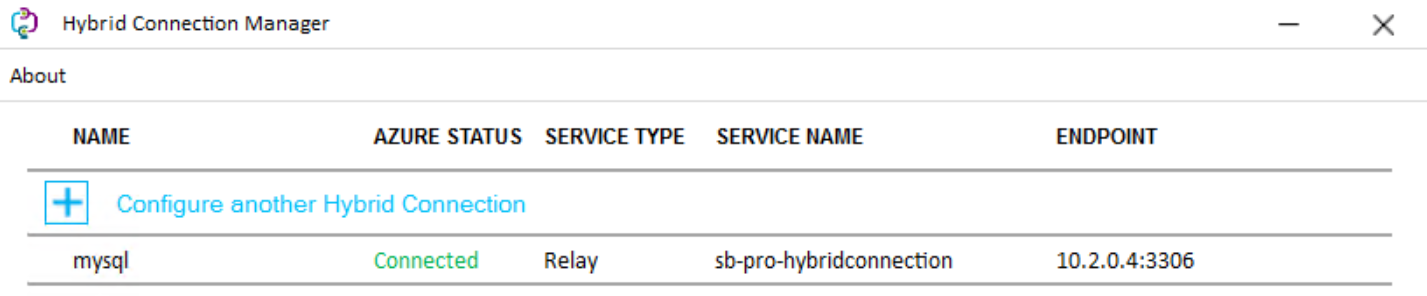 Hybrid Connection Manager
About
NAME AZURE STATUS SERVICE TYPE SERVICE NAME ENDPOINT
Configure another Hybrid Connection
mysql Connected Relay sb-pro-hybridconnection 10.2.0.4:3306